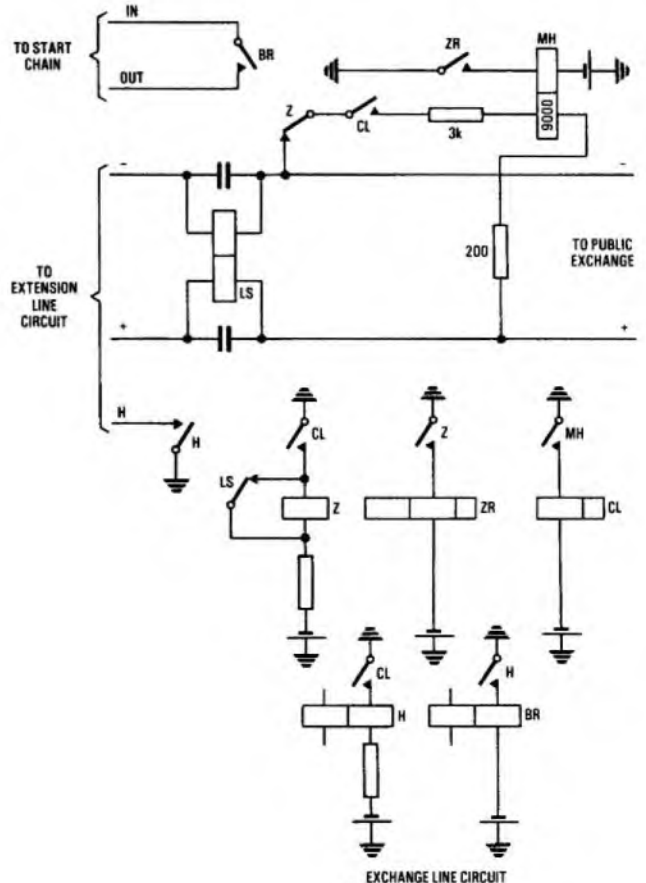 IN
TO START
CHAIN
OUT
BR
ZR
MH
Z
CL
3k
9000
-
-
TO
EXTENSION
LINE
CIRCUIT
LS
200
TO PUBLIC
EXCHANGE
+
+
H
H
CL
Z
MH
LS
Z
ZR
CL
CL
H
H
BR
EXCHANGE LINE CIRCUIT